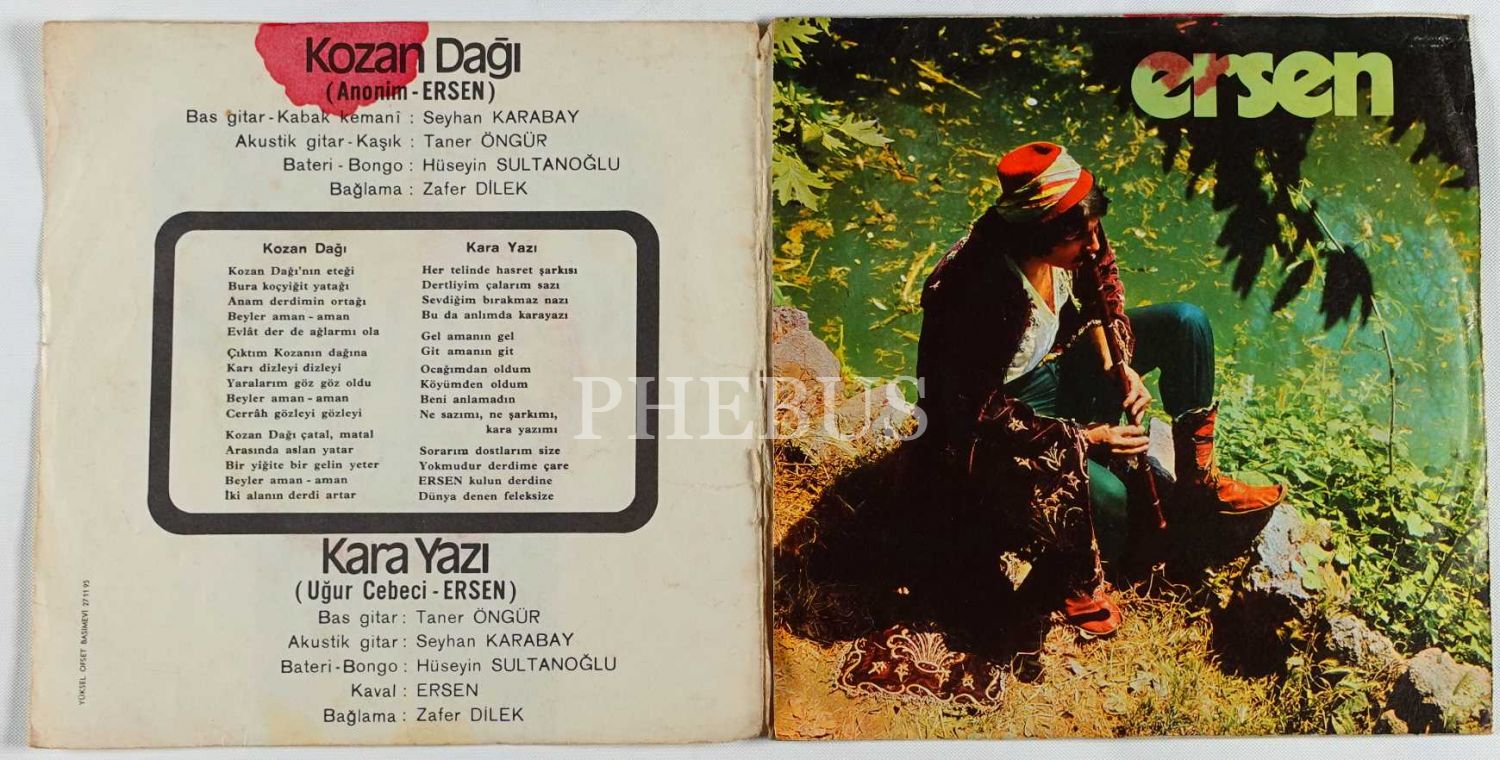 Kozan Dağı
(Anonim - ERSEN)
Bas gitar - Kabak kemanî : Seyhan KARABAY
Akustik gitar - Kaşık : Taner ÖNGÜR
Bateri - Bongo : Hüseyin SULTANOĞLU
Bağlama : Zafer DİLEK
Kozan Dağı
Kozan Dağı'nın eteği
Bura koçyiğit yatağı
Anam derdimin ortağı
Beyler aman - aman
Evlât der de ağlarmı ola
Çıktım Kozanın dağına
Karı dizleyi dizleyi
Yaralarım göz göz oldu
Beyler aman - aman
Cerrâh gözleyi gözleyi
Kozan Dağı çatal, matal
Arasında aslan yatar
Bir yiğite bir gelin yeter
Beyler aman - aman
İki alanın derdi artar
Kara Yazı
Her telinde hasret şarkısı
Dertliyim çalarım sazı
Sevdiğim bırakmaz nazı
Bu da anlımda karayazı
Gel amanın gel
Git amanın git
Ocağımdan oldum
Köyümden oldum
Beni anlamadın
Ne sazımı, ne şarkımı,
kara yazımı
Sorarım dostlarım size
Yokmudur derdime çare
ERSEN kulun derdine
Dünya denen feleksize
Kara Yazı
(Uğur Cebeci - ERSEN)
Bas gitar : Taner ÖNGÜR
Akustik gitar : Seyhan KARABAY
Bateri - Bongo : Hüseyin SULTANOĞLU
Kaval : ERSEN
Bağlama : Zafer DİLEK
YÜKSEL OFSET BASIMEVİ 27 11 95
ersen
PHEBUS